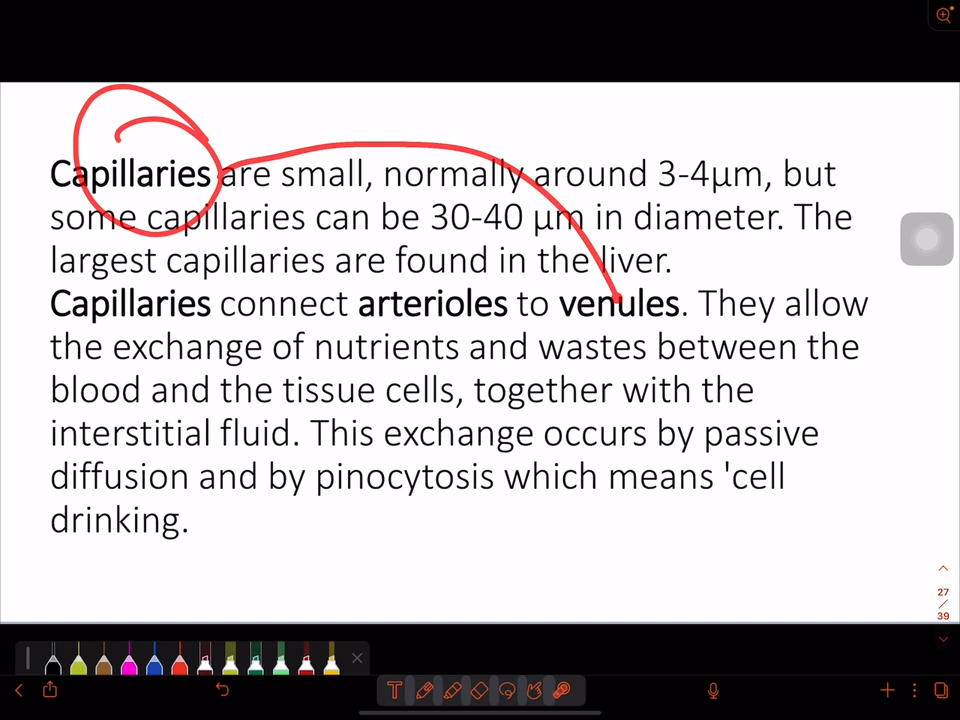 Capillaries are small, normally around 3-4µm, but
some capillaries can be 30-40 µm in diameter. The
largest capillaries are found in the liver.
Capillaries connect arterioles to venules. They allow
the exchange of nutrients and wastes between the
blood and the tissue cells, together with the
interstitial fluid. This exchange occurs by passive
diffusion and by pinocytosis which means 'cell
drinking.
27
/
39